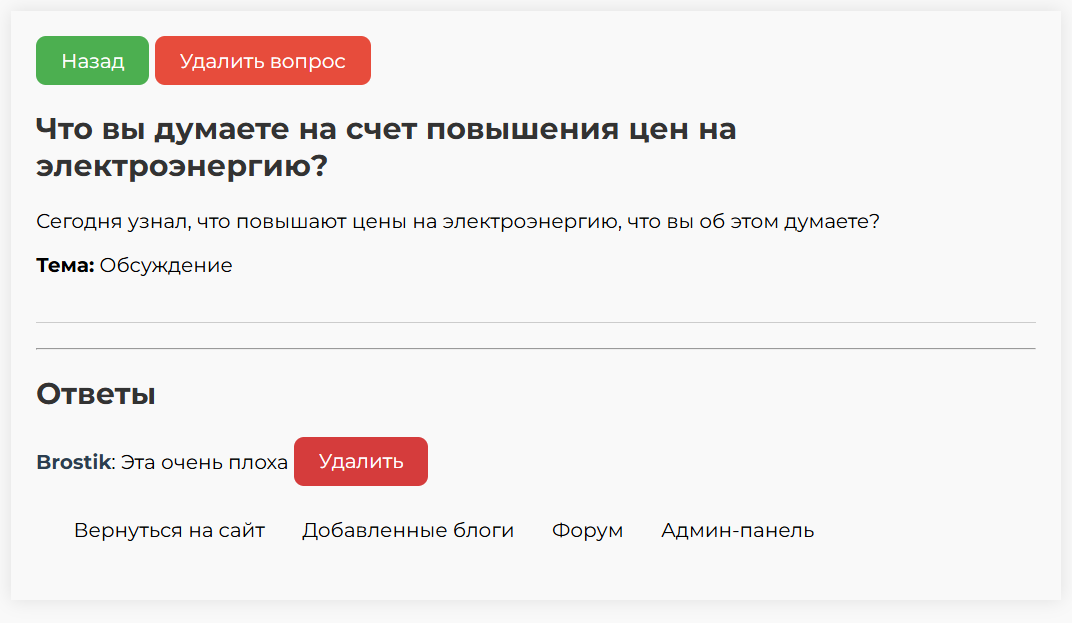 Назад Удалить вопрос
Что вы думаете на счет повышения цен на
электроэнергию?
Сегодня узнал, что повышают цены на электроэнергию, что вы об этом думаете?
Тема: Обсуждение
Ответы
Brostik: Эта очень плоха Удалить
Вернуться на сайт Добавленные блоги Форум Админ-панель